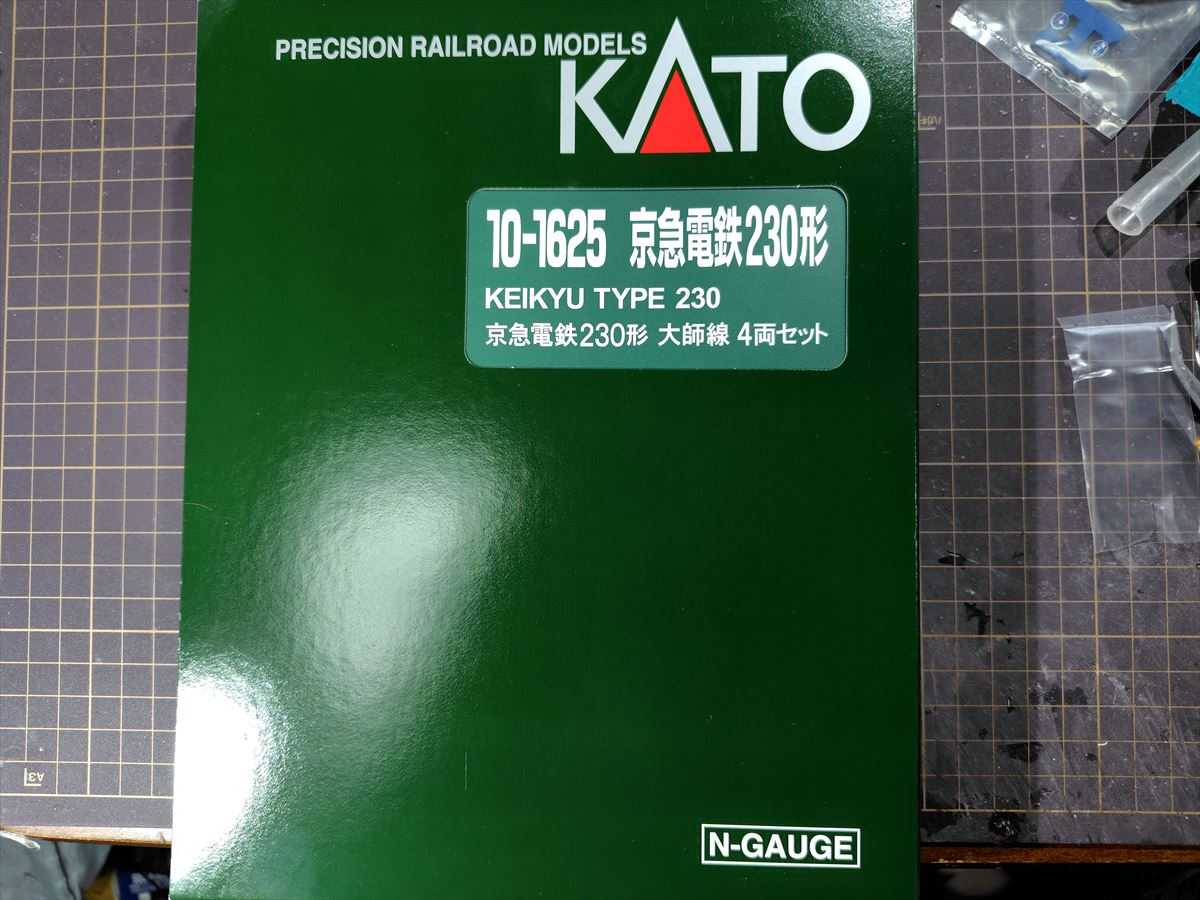 PRECISION RAILROAD MODELS
KATO
10-1625 京急電鉄230形
KEIKYU TYPE 230
京急電鉄230形 大師線 4両セット
N-GAUGE
A3